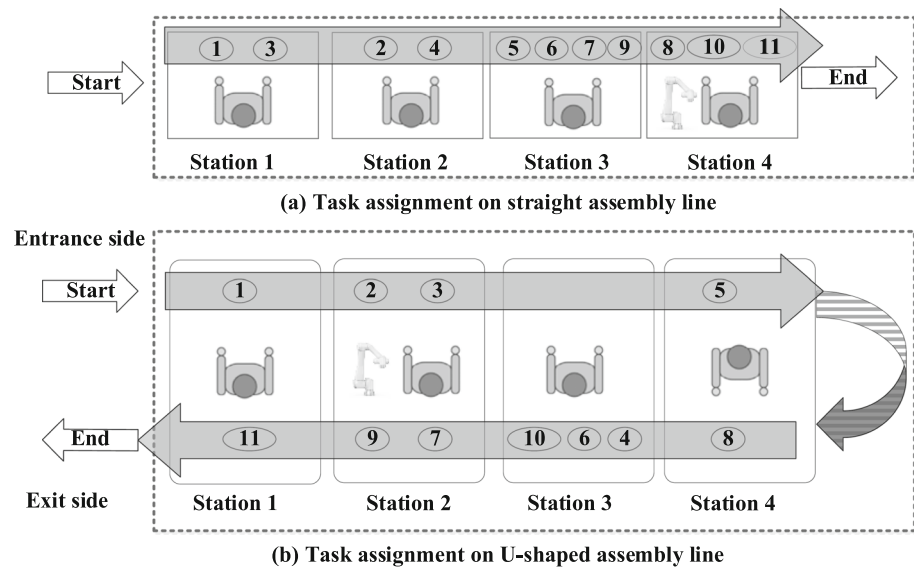 1 3 2 4 5 6 7 9 8 10 11
Start
End
Station 1 Station 2 Station 3 Station 4
(a) Task assignment on straight assembly line
Entrance side
Start
1 2 3 5
End
11 9 7 10 6 4 8
Exit side
Station 1 Station 2 Station 3 Station 4
(b) Task assignment on U-shaped assembly line